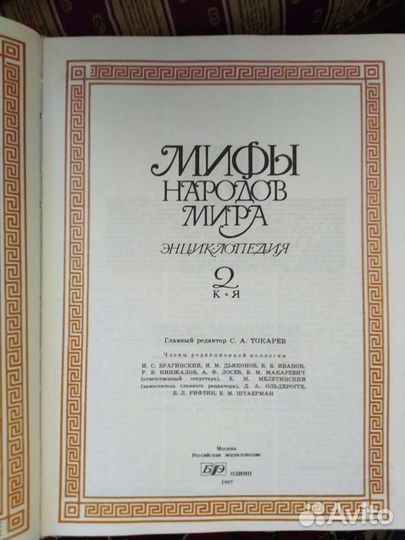 МИФЫ
НАРОДОВ
МИРА
ЭНЦИКЛОПЕДИЯ
2
К • Я
Главный редактор С. А. ТОКАРЕВ
Члены редакционной коллегии
И. С. БРАГИНСКИЙ, И. М. ДЬЯКОНОВ, В. В. ИВАНОВ,
Р. В. КИНЖАЛОВ, А. Ф. ЛОСЕВ, В. М. МАКАРЕВИЧ
(ответственный секретарь), Е. М. МЕЛЕТИНСКИЙ
(заместитель главного редактора), Д. А. ОЛЬДЕРОГГЕ,
Б. Л. РИФТИН, Е. М. ШТАЕРМАН
Москва
Российская энциклопедия
БРЭ ОЛИМП
1997
Avito